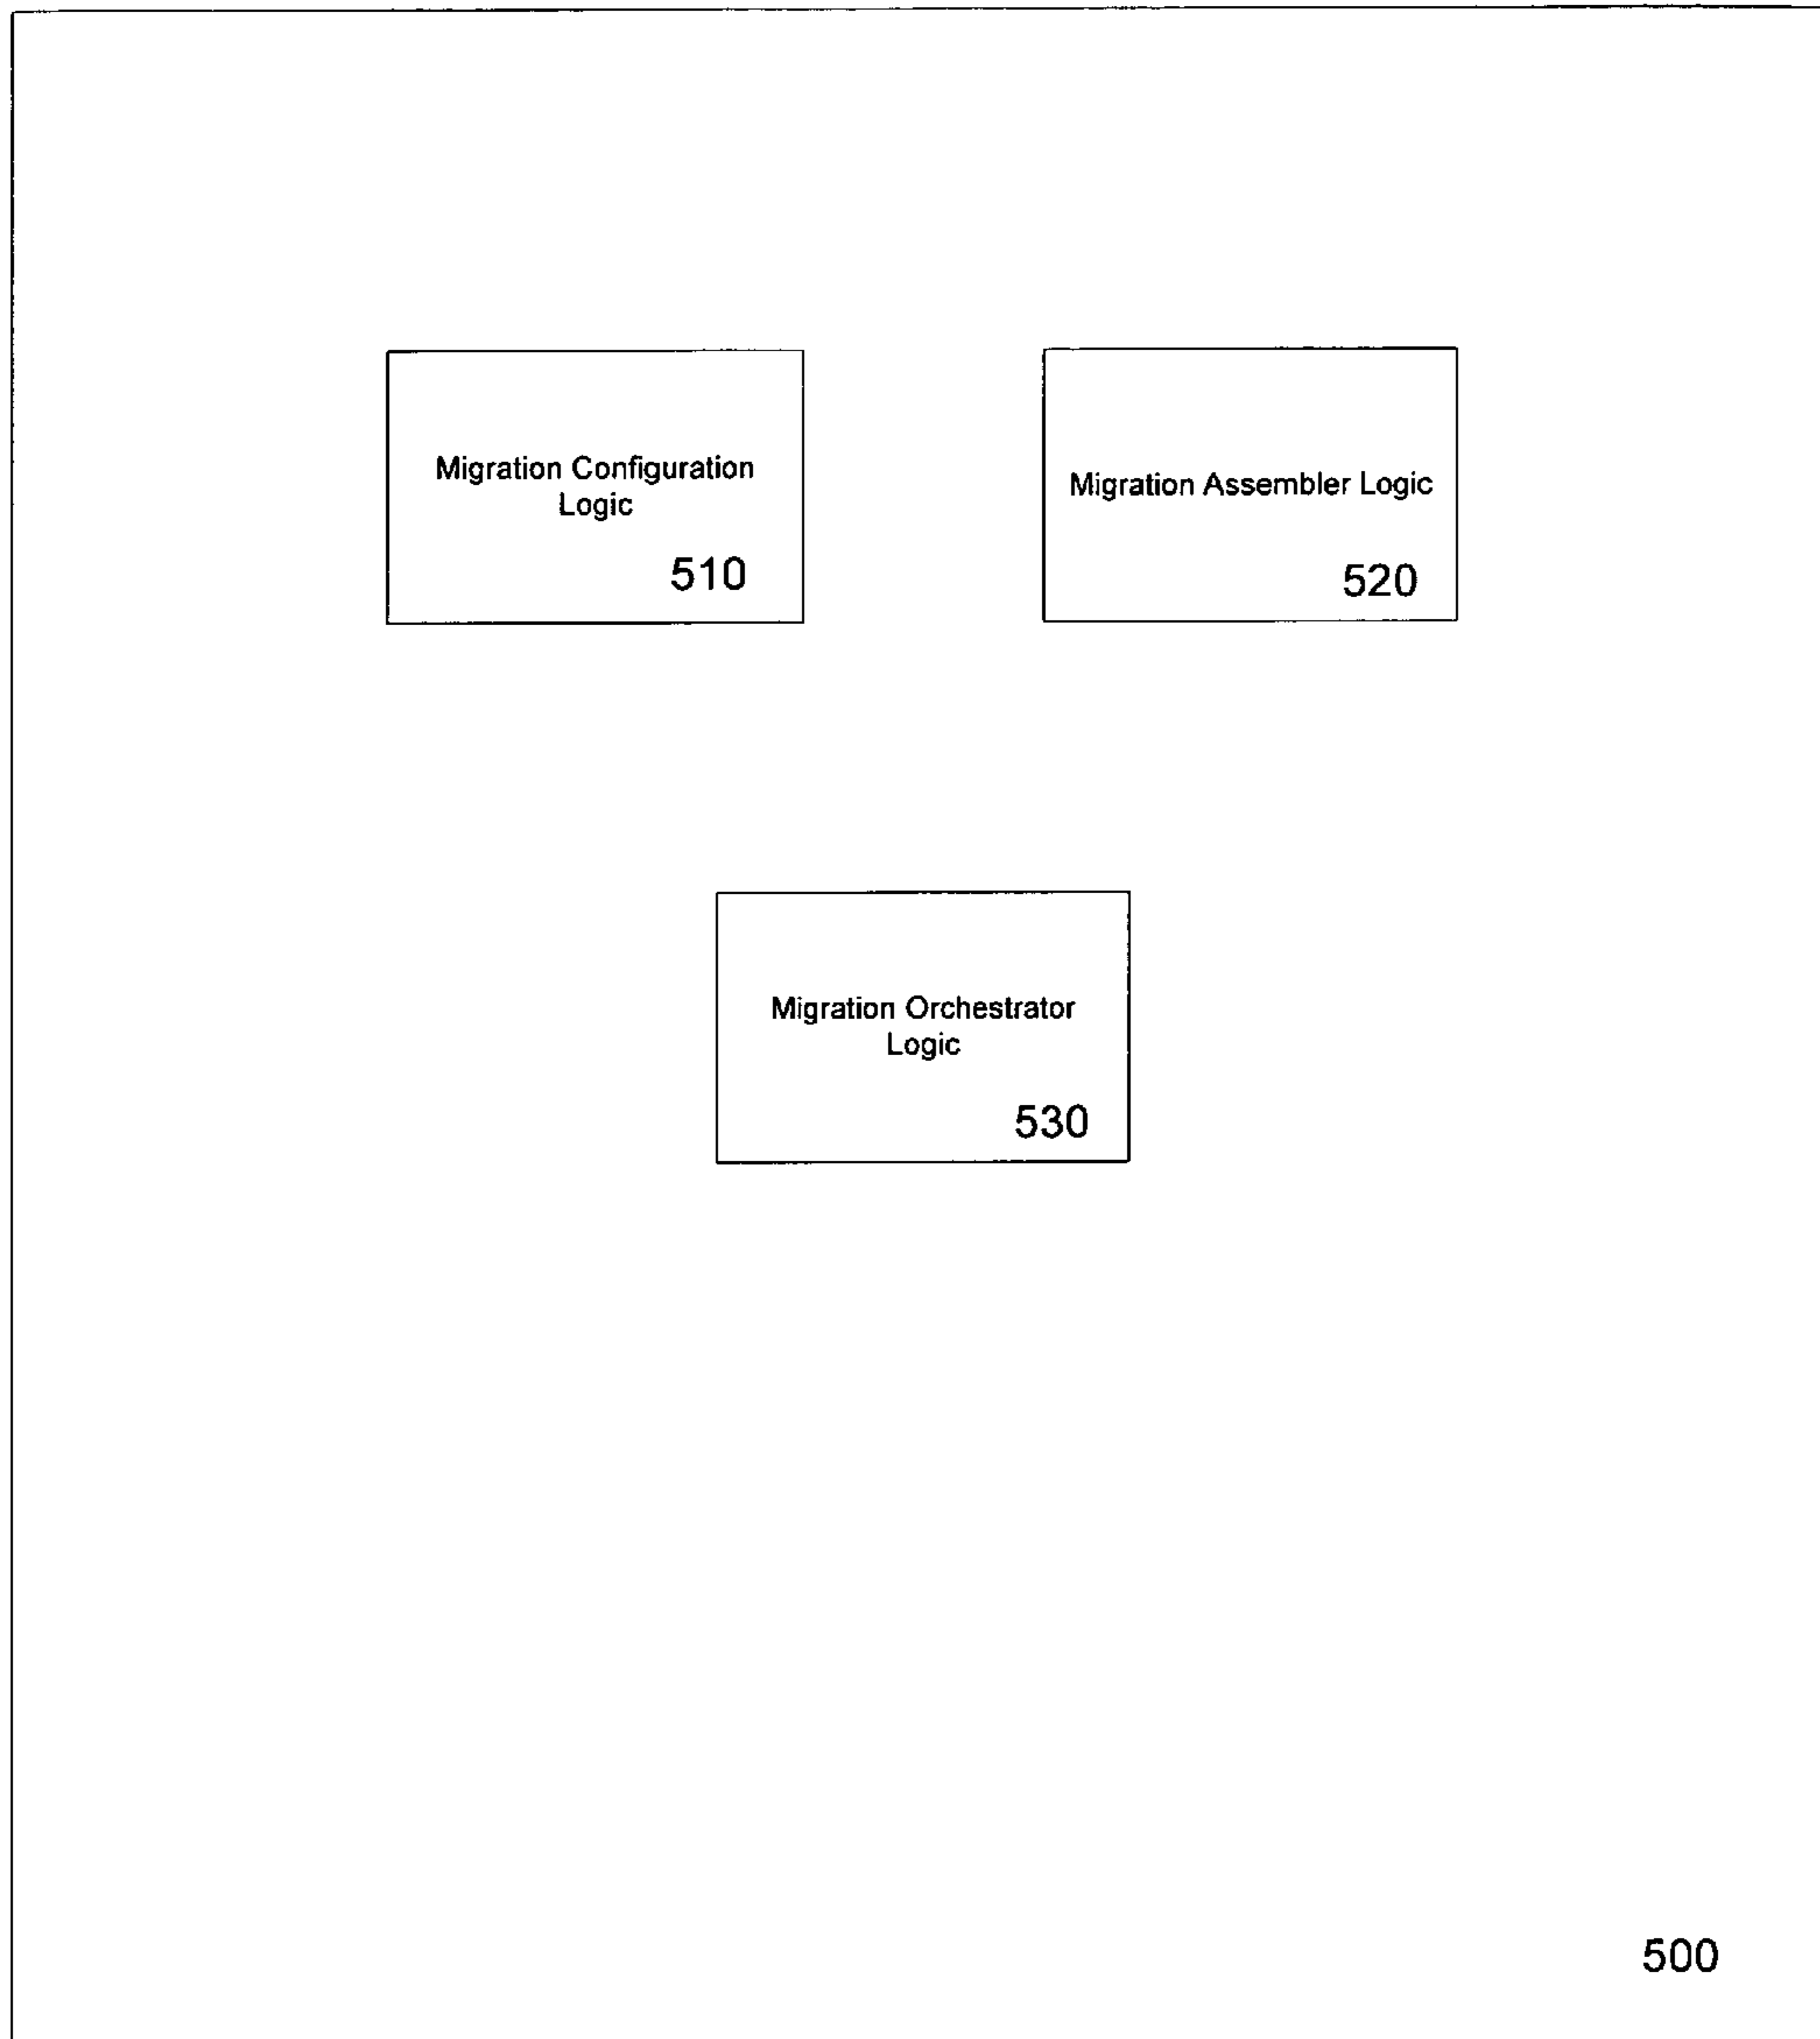 Migration Configuration
Logic
510
Migration Assembler Logic
520
Migration Orchestrator
Logic
530
500